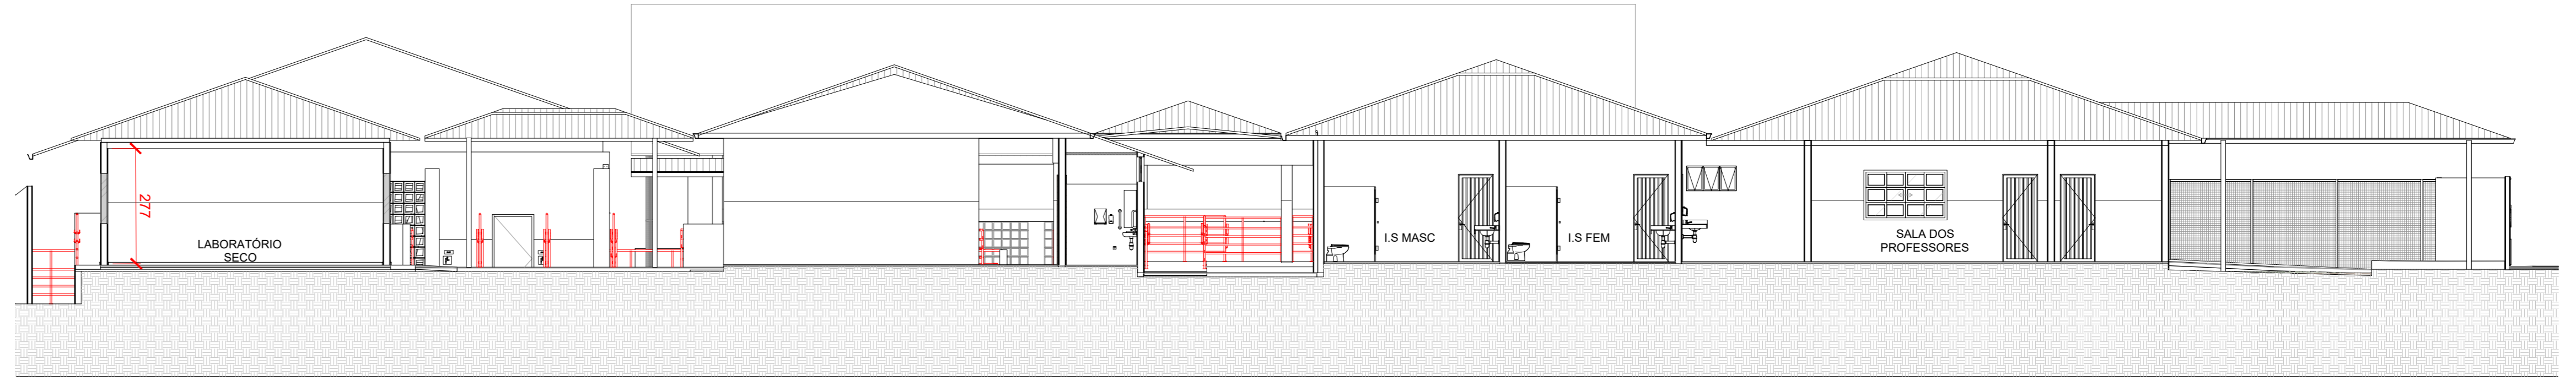 277
LABORATÓRIO
SECO
I.S MASC
I.S FEM
SALA DOS
PROFESSORES